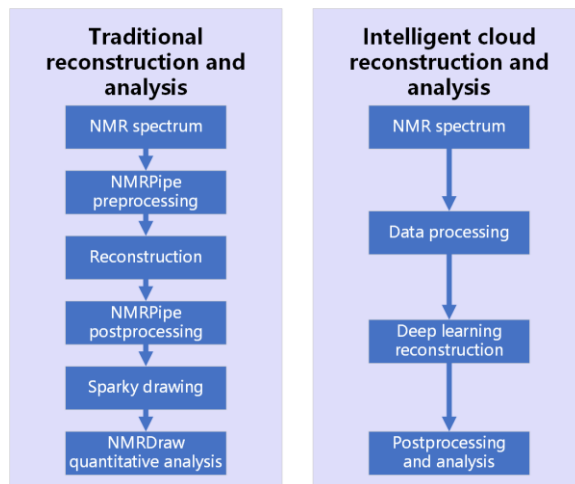 Traditional
reconstruction and
analysis
NMR spectrum
NMRPipe
preprocessing
Reconstruction
NMRPipe
postprocessing
Sparky drawing
NMRDraw
quantitative analysis
Intelligent cloud
reconstruction and
analysis
NMR spectrum
Data processing
Deep learning
reconstruction
Postprocessing
and analysis